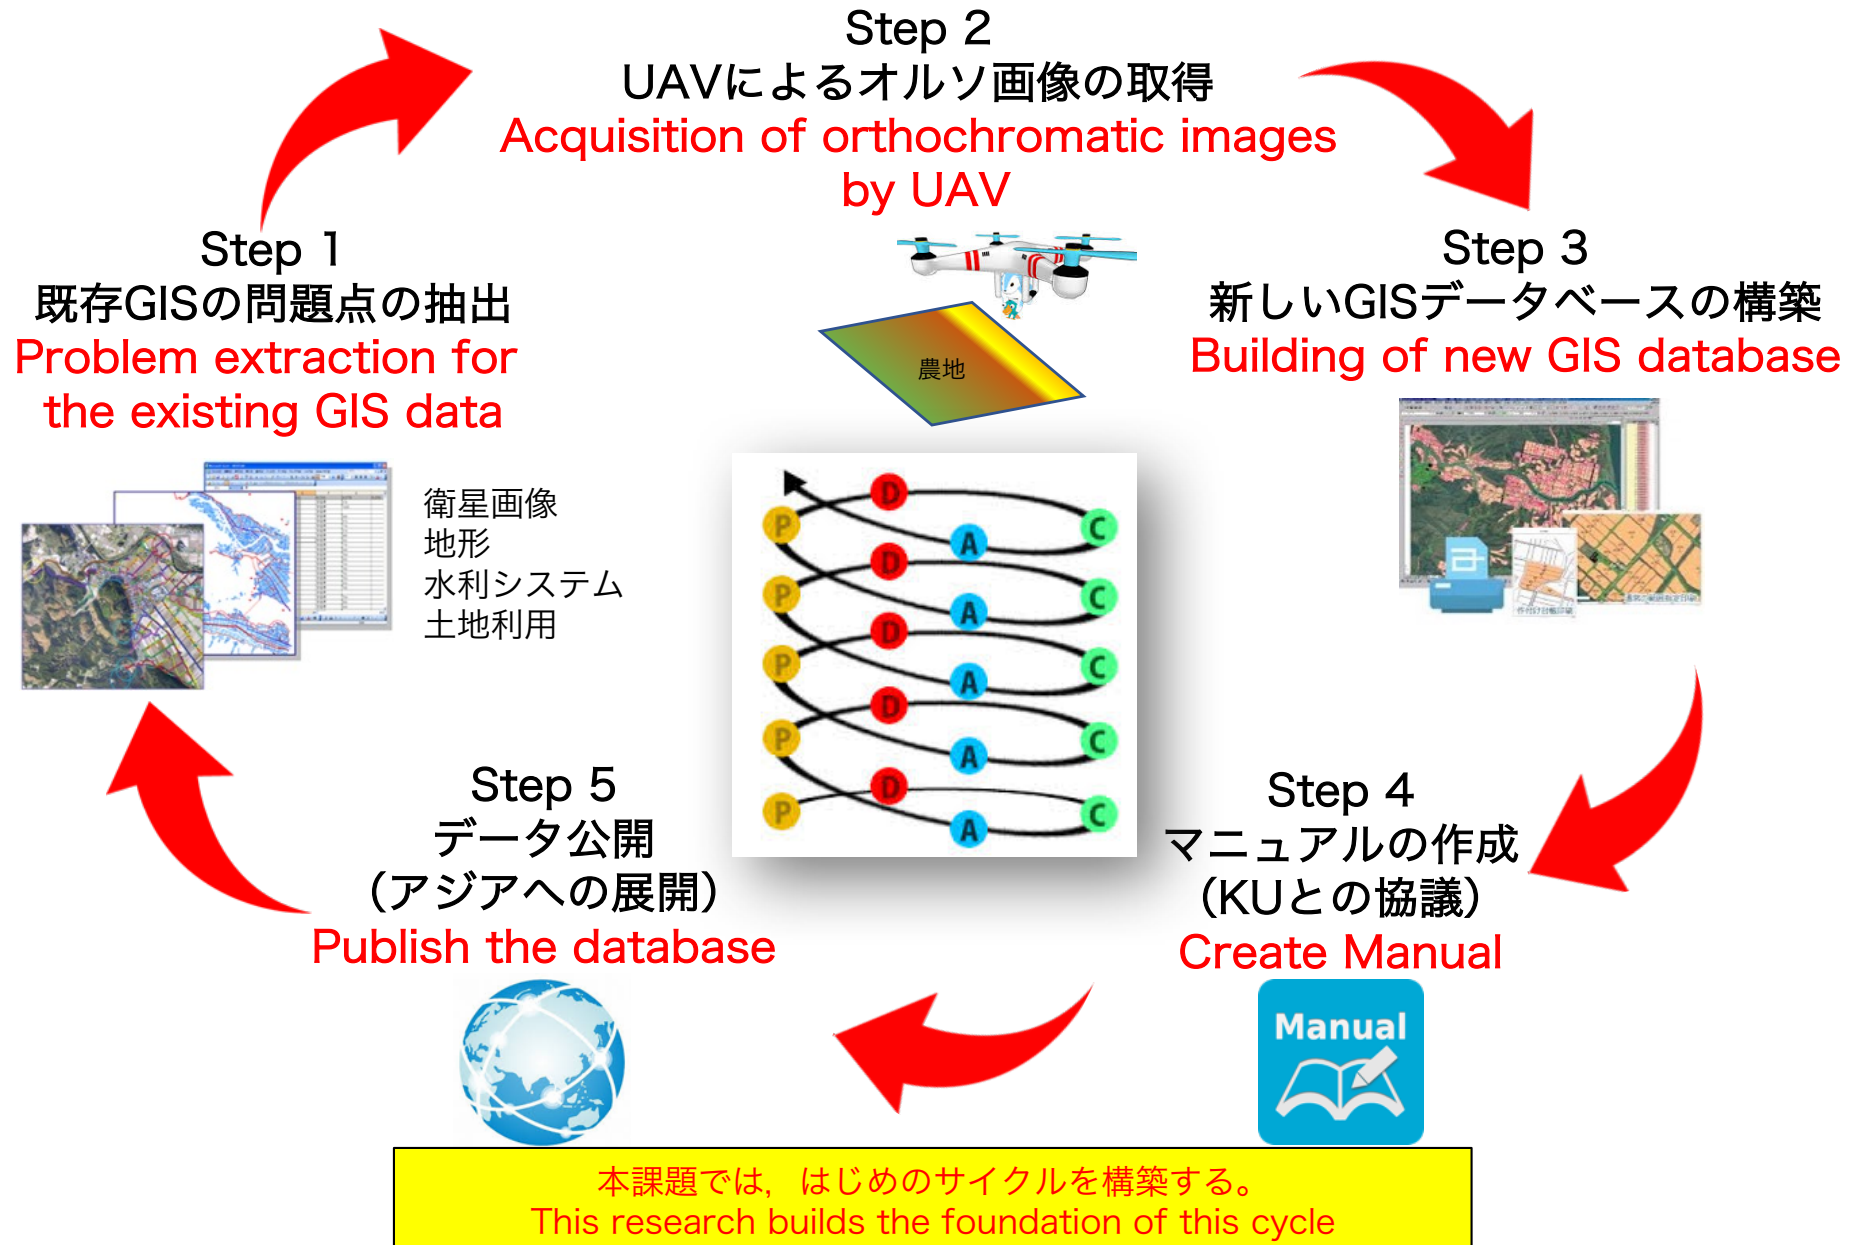 Step 1
既存GISの問題点の抽出
Problem extraction for
the existing GIS data
衛星画像
地形
水利システム
土地利用
Step 2
UAVによるオルソ画像の取得
Acquisition of orthochromatic images
by UAV
農地
Step 3
新しいGISデータベースの構築
Building of new GIS database
Step 4
マニュアルの作成
（KUとの協議）
Create Manual
Manual
Step 5
データ公開
（アジアへの展開）
Publish the database
D
P
C
A
D
P
C
A
D
P
C
A
D
P
C
A
D
P
C
A
本課題では，はじめのサイクルを構築する。
This research builds the foundation of this cycle